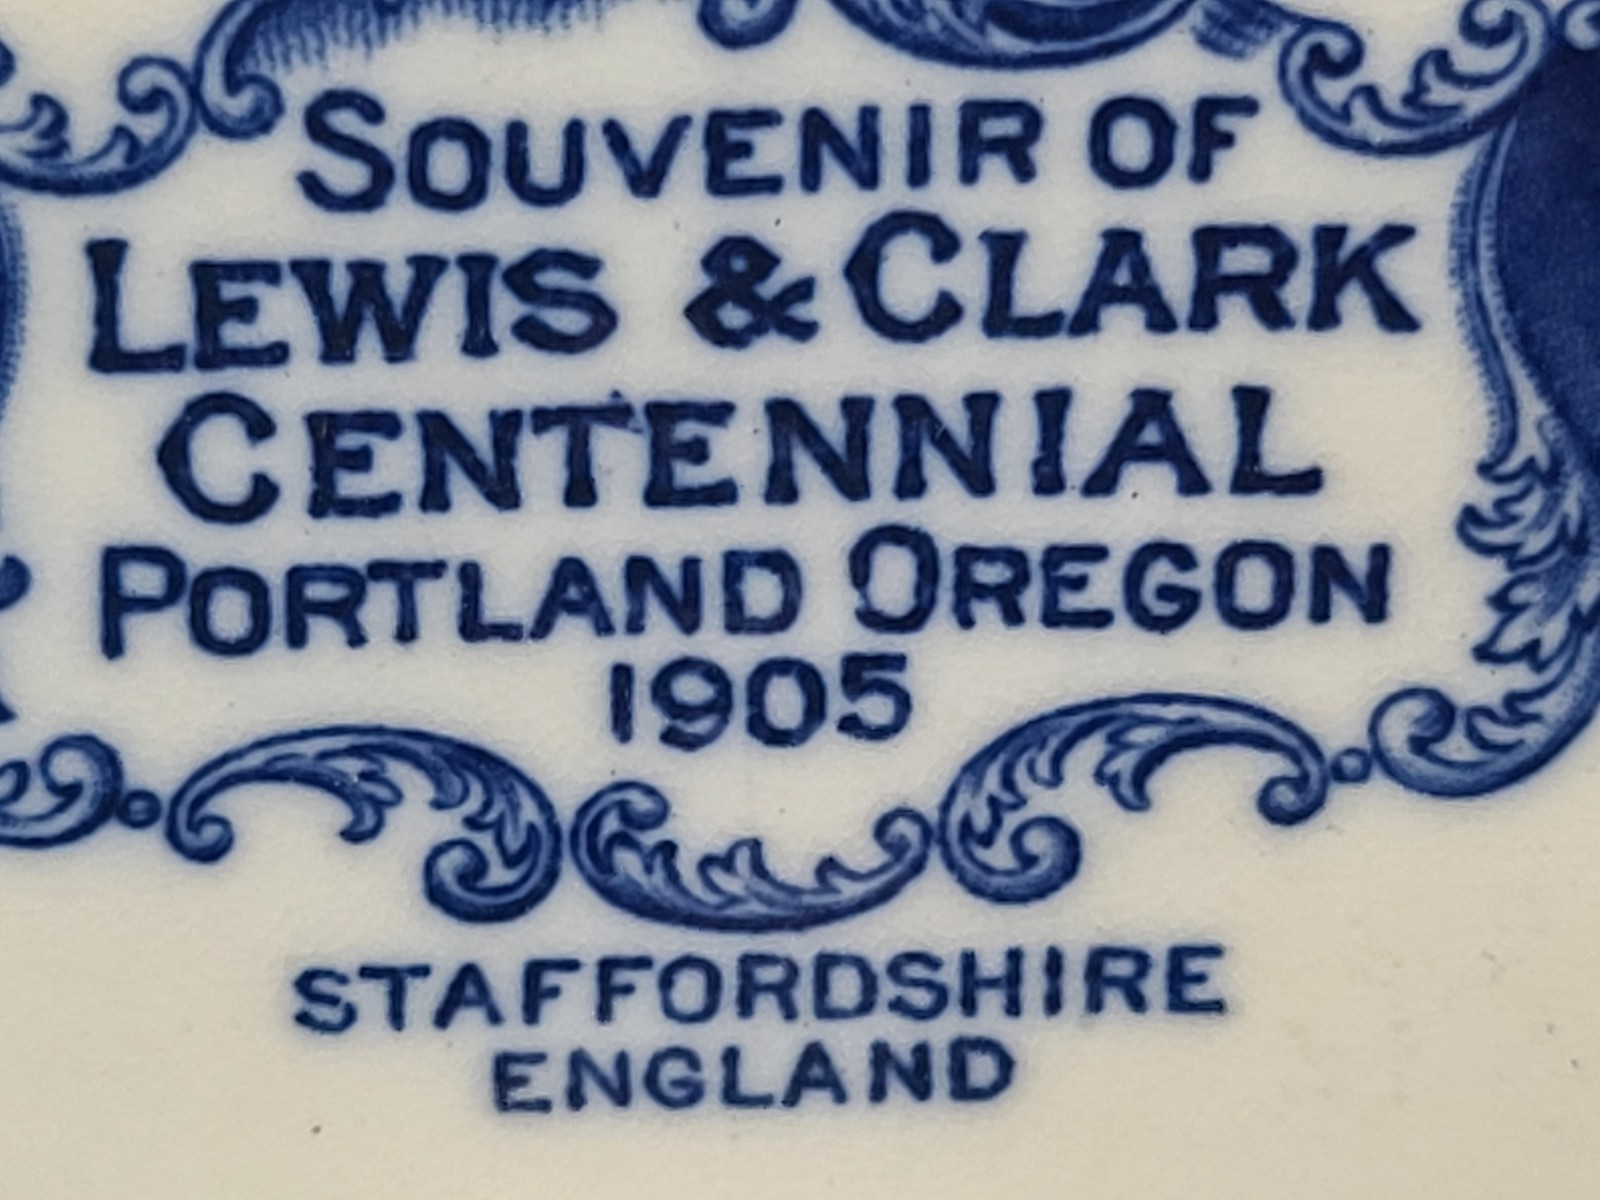 SOUVENIR OF
LEWIS & CLARK
CENTENNIAL
PORTLAND OREGON
1905
STAFFORDSHIRE
ENGLAND